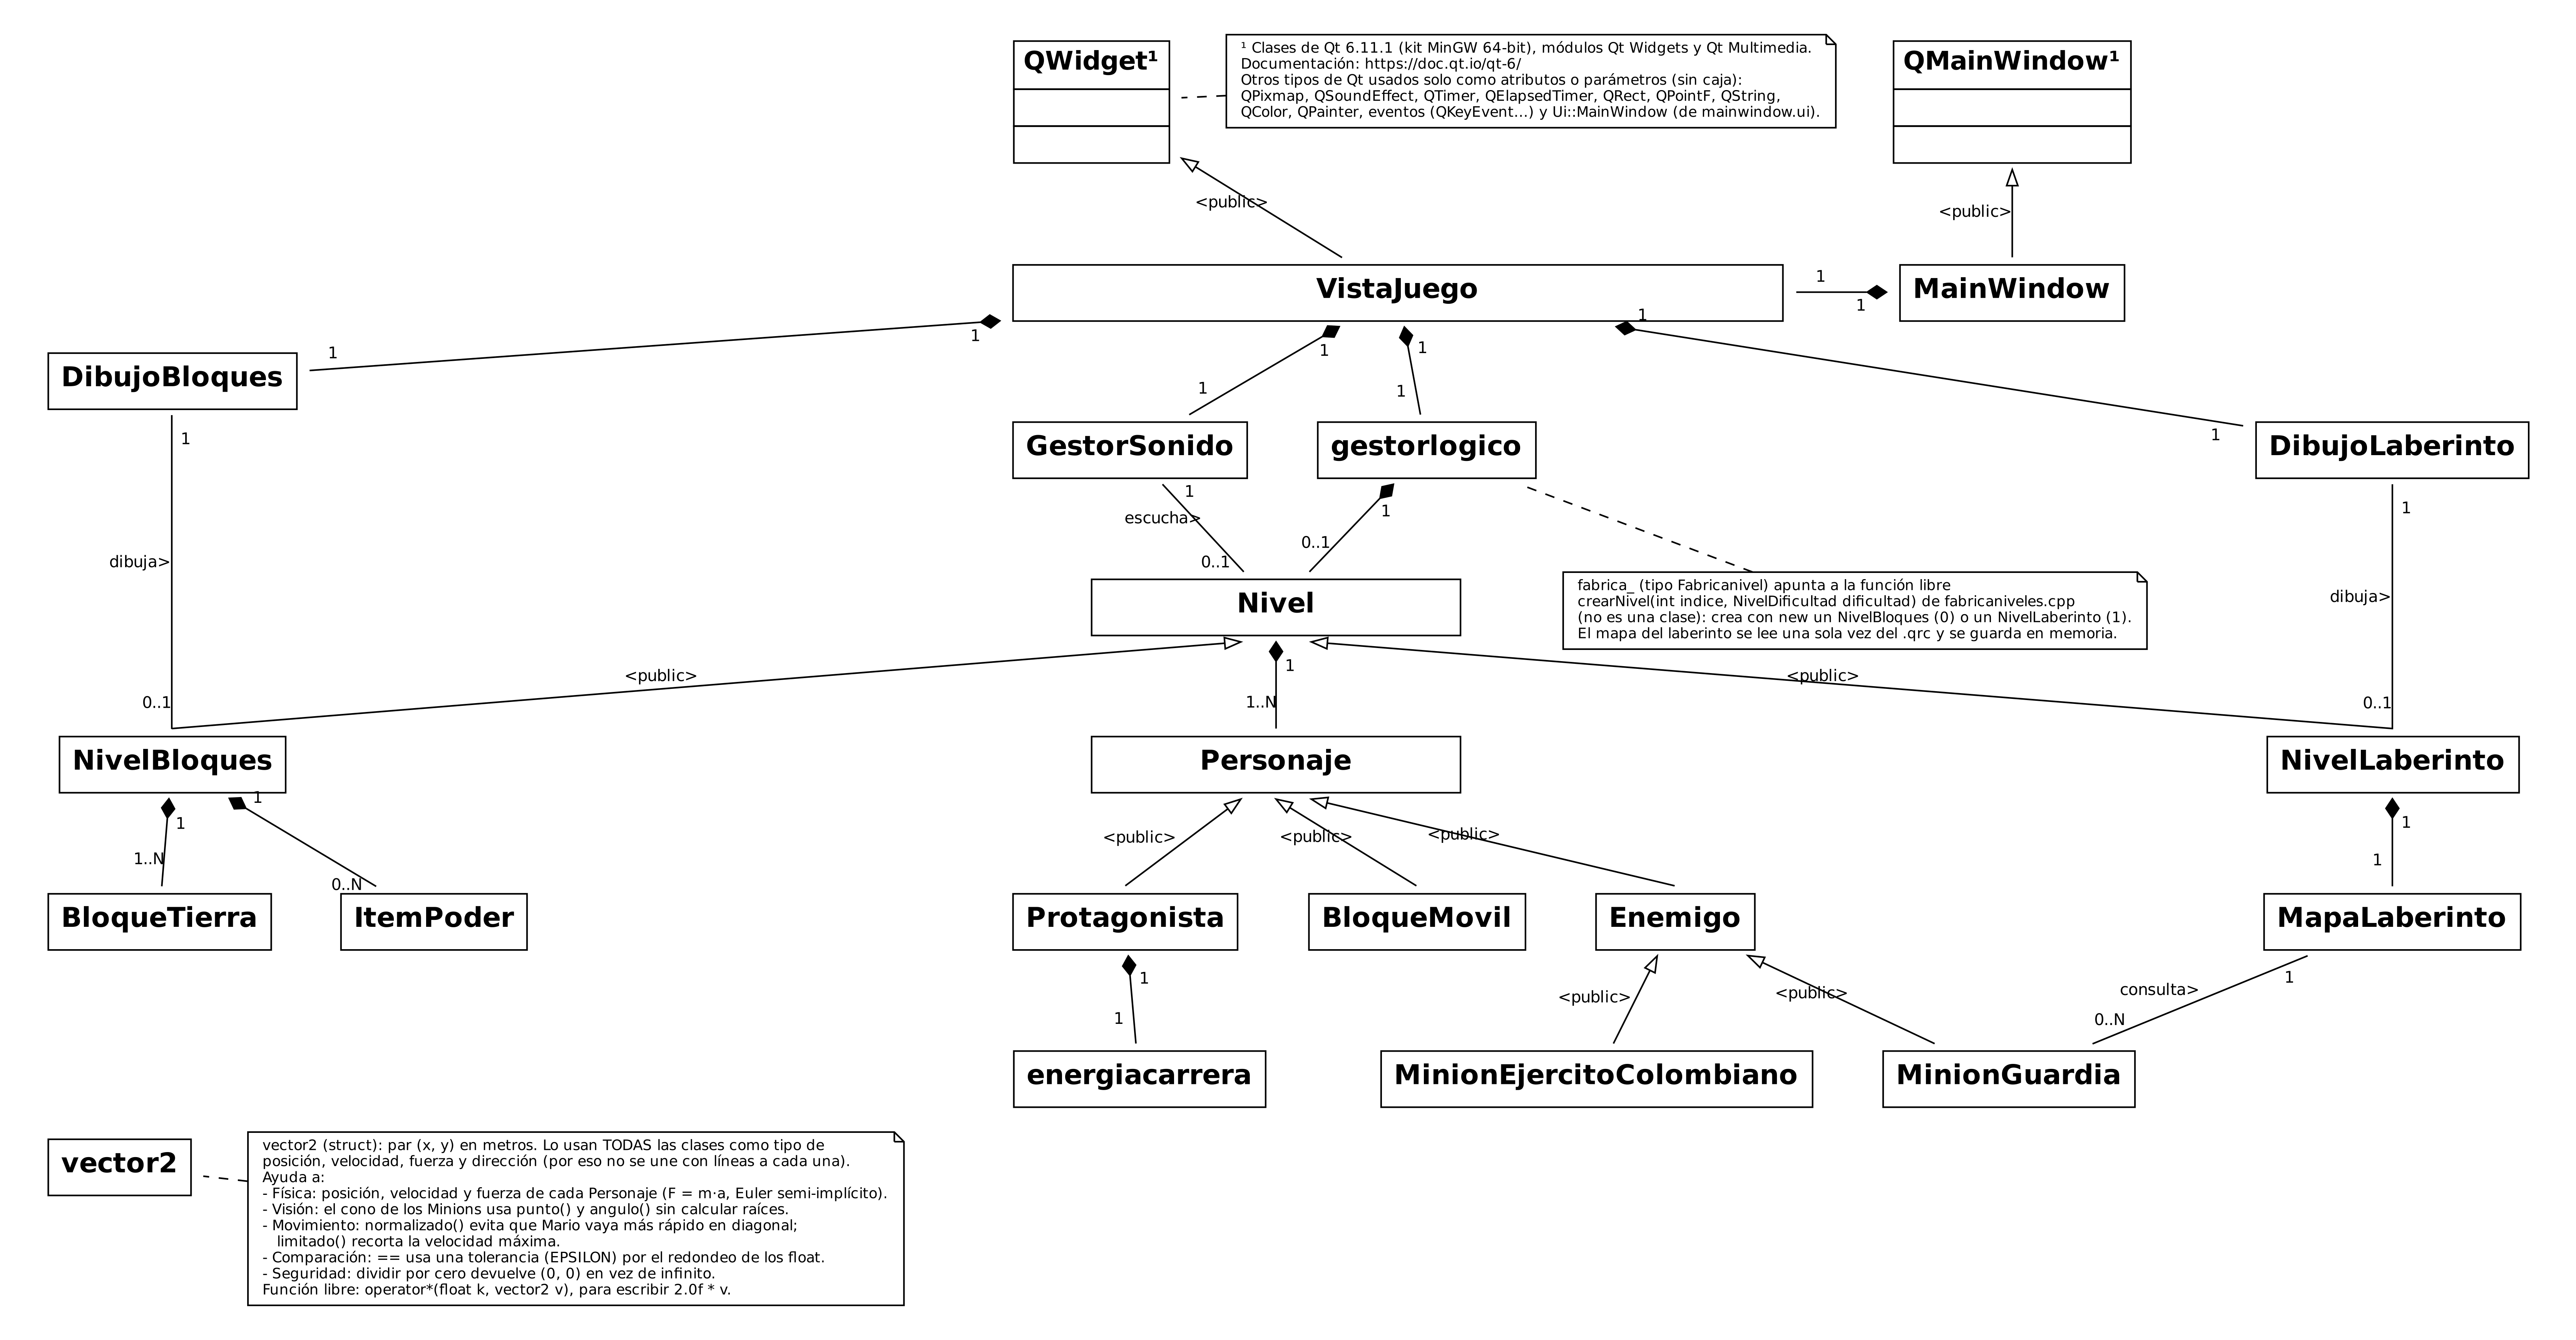 QWidget¹
¹ Clases de Qt 6.11.1 (kit MinGW 64-bit), módulos Qt Widgets y Qt Multimedia.
Documentación: https://doc.qt.io/qt-6/
Otros tipos de Qt usados solo como atributos o parámetros (sin caja):
QPixmap, QSoundEffect, QTimer, QElapsedTimer, QRect, QPointF, QString,
QColor, QPainter, eventos (QKeyEvent...) y Ui::MainWindow (de mainwindow.ui).
QMainWindow¹
<public>
<public>
VistaJuego
1
1
MainWindow
1
1
1
1
1
1
1
1
1
DibujoBloques
GestorSonido
gestorlogico
DibujoLaberinto
1
1
escucha>
0..1
1
0..1
1
dibuja>
0..1
dibuja>
0..1
Nivel
fabrica_ (tipo Fabricanivel) apunta a la función libre
crearNivel(int indice, NivelDificultad dificultad) de fabricaniveles.cpp
(no es una clase): crea con new un NivelBloques (0) o un NivelLaberinto (1).
El mapa del laberinto se lee una sola vez del .qrc y se guarda en memoria.
<public>
1
1..N
<public>
NivelBloques
Personaje
NivelLaberinto
1
1
1..N
0..N
<public>
<public>
<public>
1
1
BloqueTierra
ItemPoder
Protagonista
BloqueMovil
Enemigo
MapaLaberinto
1
1
<public>
<public>
consulta>
1
0..N
energiacarrera
MinionEjercitoColombiano
MinionGuardia
vector2
vector2 (struct): par (x, y) en metros. Lo usan TODAS las clases como tipo de
posición, velocidad, fuerza y dirección (por eso no se une con líneas a cada una).
Ayuda a:
- Física: posición, velocidad y fuerza de cada Personaje (F = m·a, Euler semi-implícito).
- Visión: el cono de los Minions usa punto() y angulo() sin calcular raíces.
- Movimiento: normalizado() evita que Mario vaya más rápido en diagonal;
limitado() recorta la velocidad máxima.
- Comparación: == usa una tolerancia (EPSILON) por el redondeo de los float.
- Seguridad: dividir por cero devuelve (0, 0) en vez de infinito.
Función libre: operator*(float k, vector2 v), para escribir 2.0f * v.